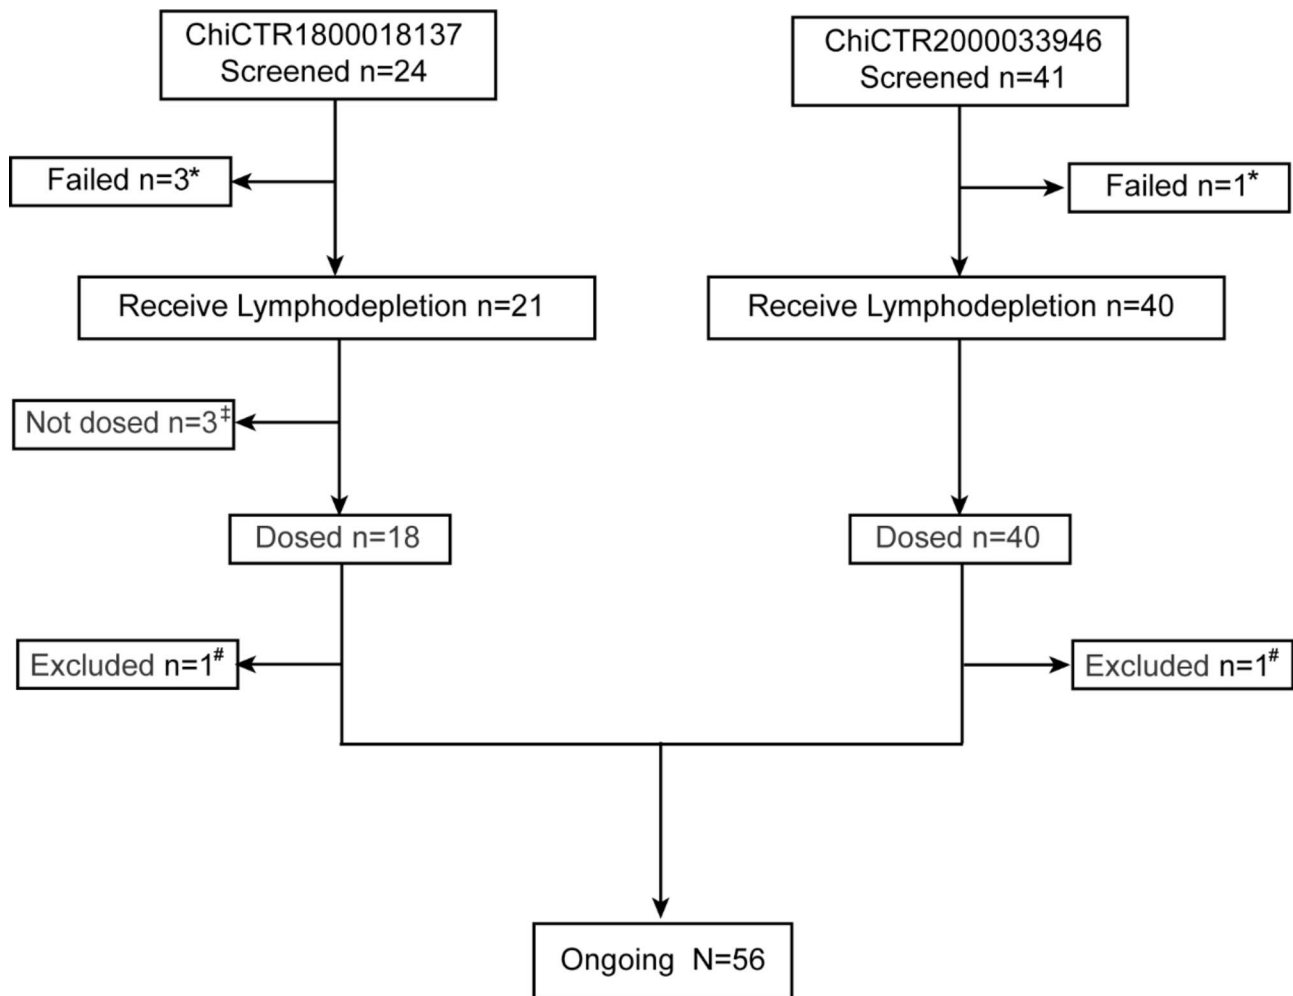 ChiCTR1800018137
Screened n=24
ChiCTR2000033946
Screened n=41
Failed n=3*
Failed n=1*
Receive Lymphodepletion n=21
Receive Lymphodepletion n=40
Not dosed n=3‡
Dosed n=18
Dosed n=40
Excluded n=1#
Excluded n=1#
Ongoing N=56